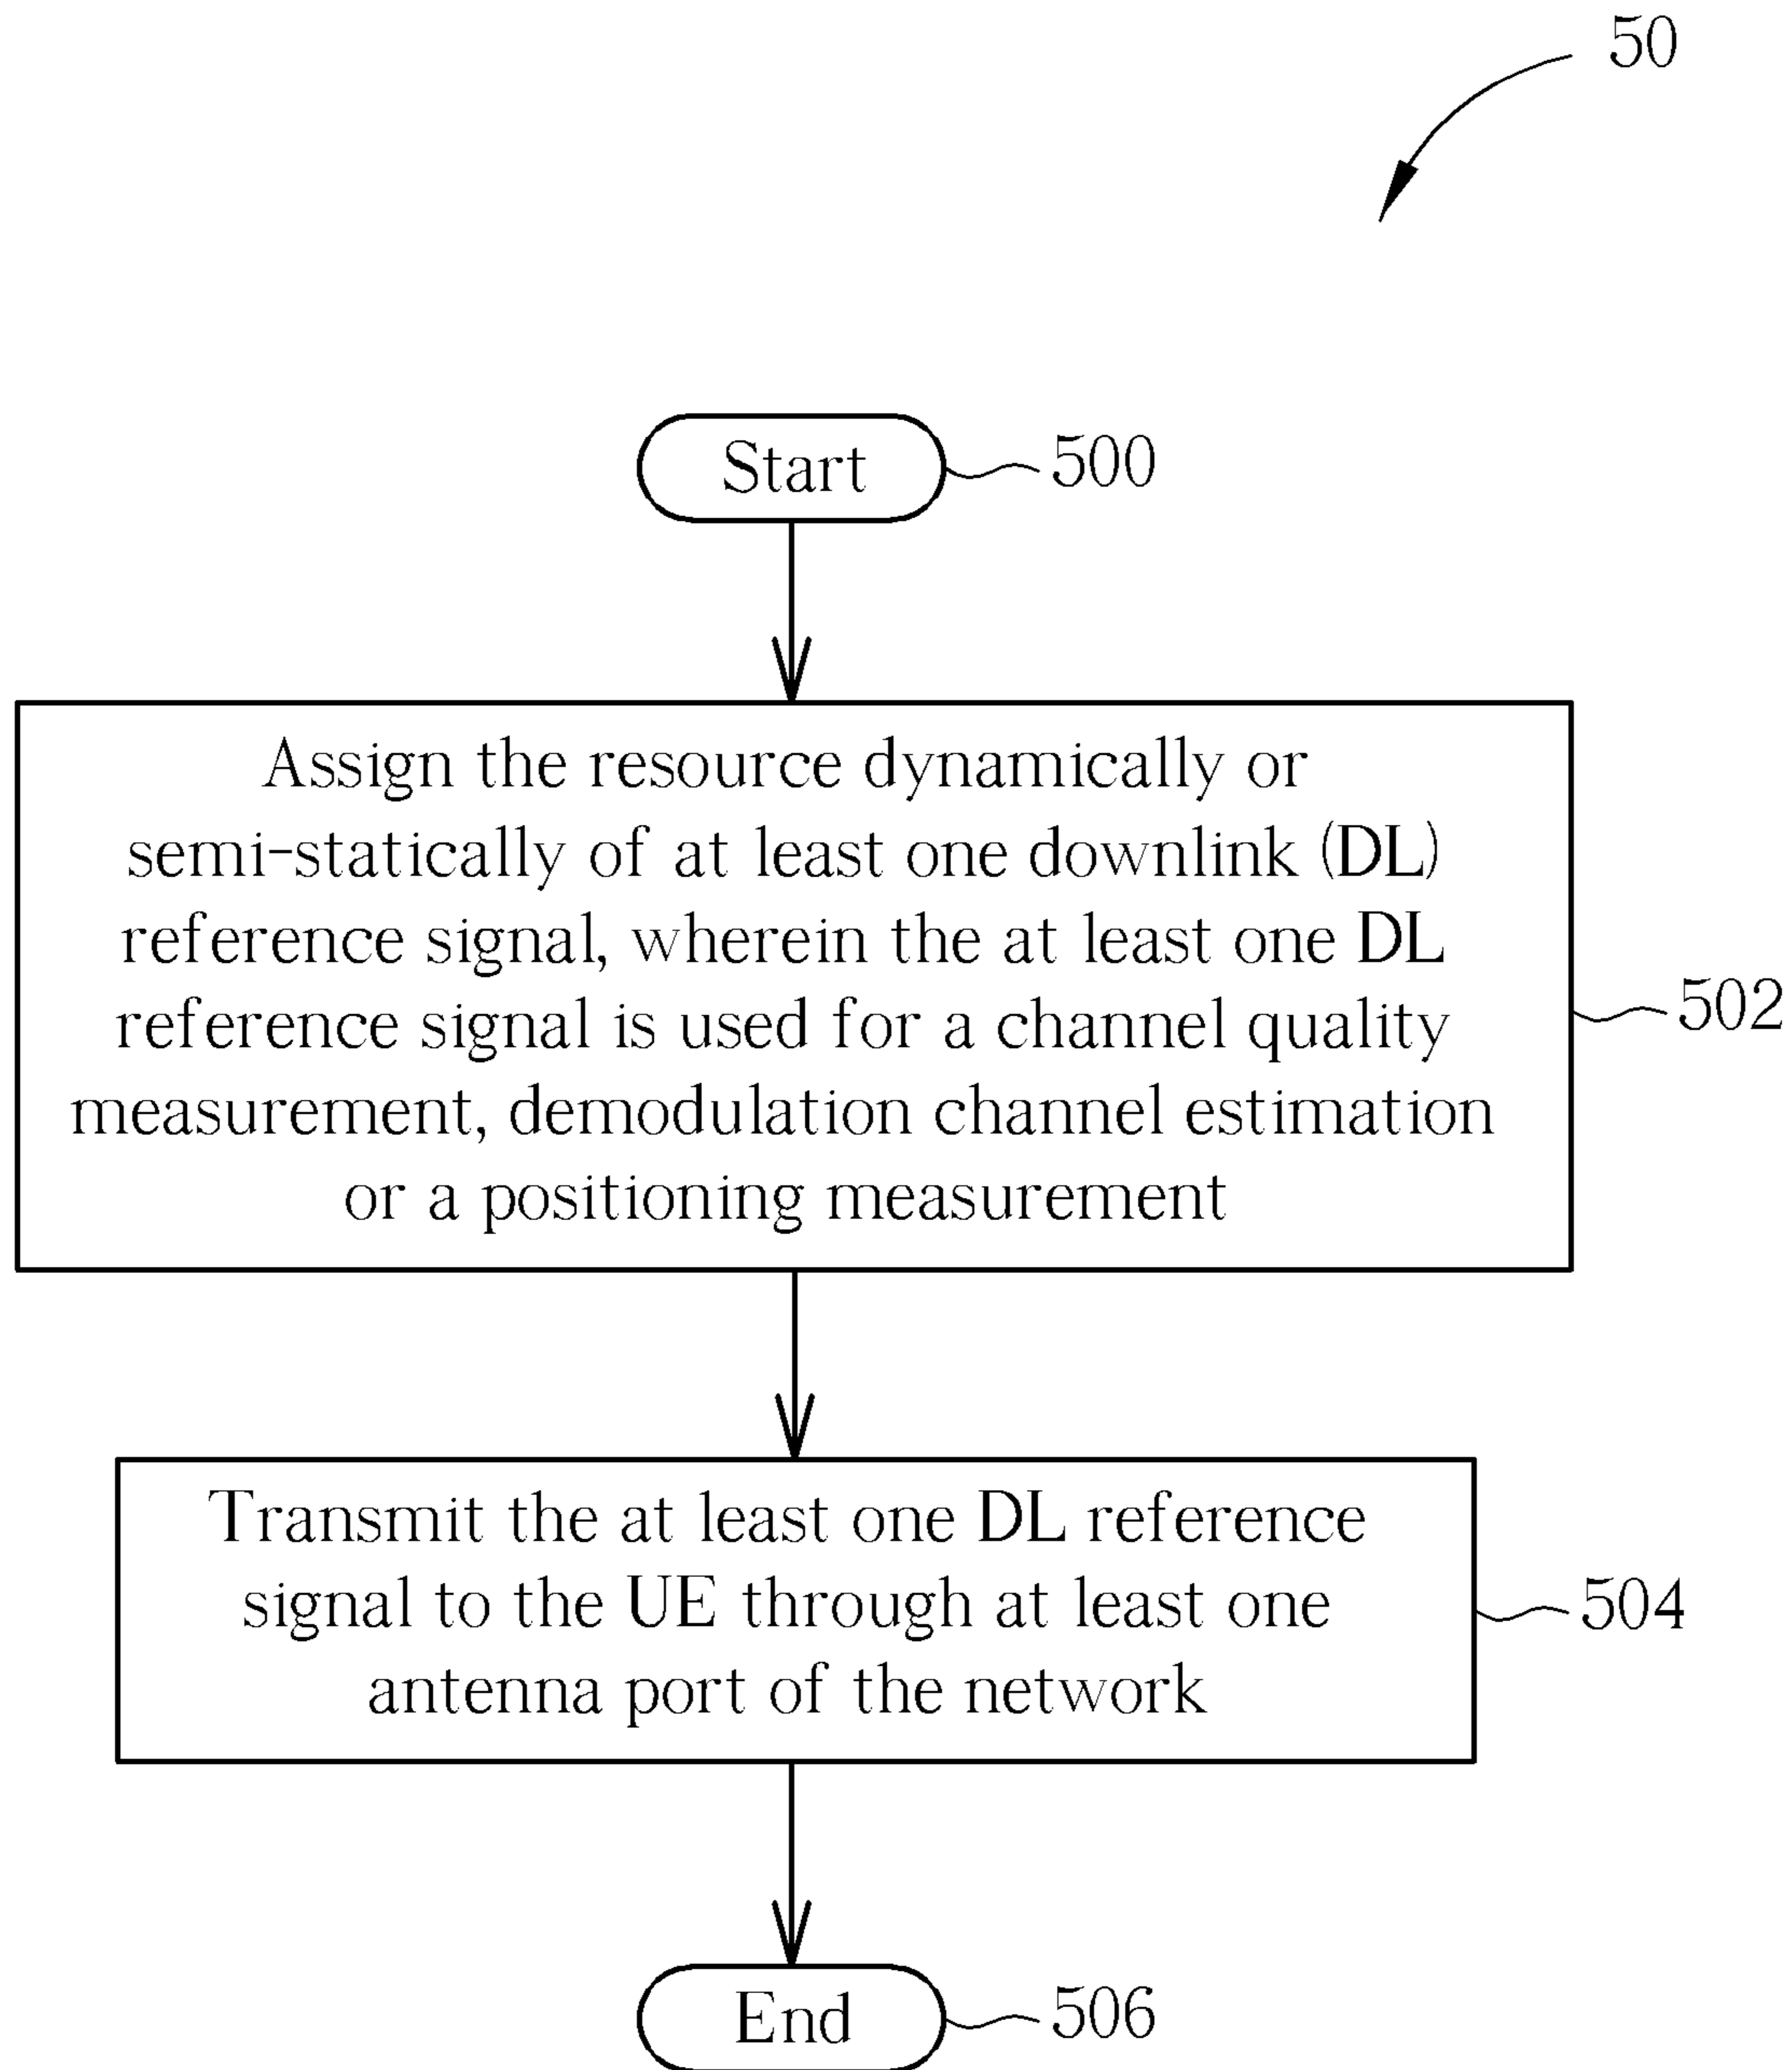 50
Start
500
Assign the resource dynamically or
semi-statically of at least one downlink (DL)
reference signal, wherein the at least one DL
reference signal is used for a channel quality
measurement, demodulation channel estimation
or a positioning measurement
502
Transmit the at least one DL reference
signal to the UE through at least one
antenna port of the network
504
End
506